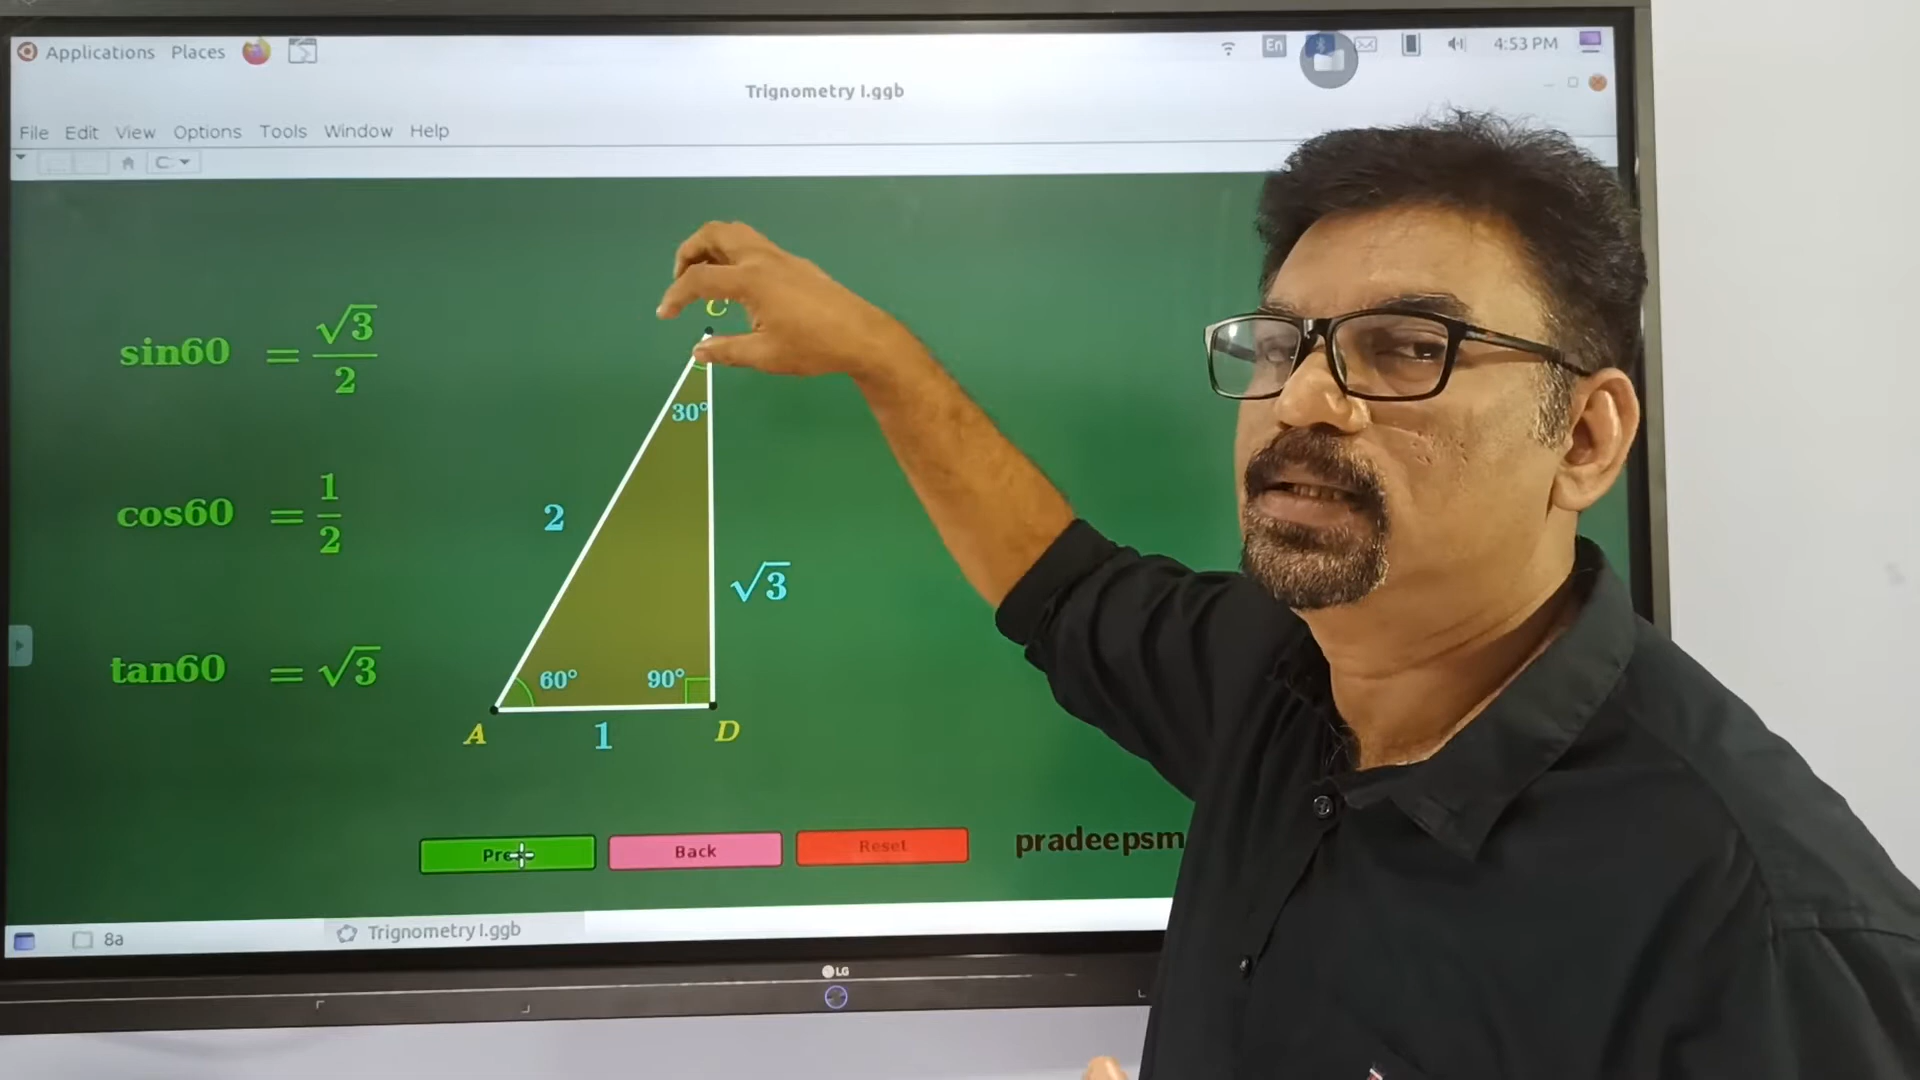 Applications Places
En
4:53 PM
Trignometry I.ggb
File Edit View Options Tools Window Help
C:
sin60 = √3/2
cos60 = 1/2
tan60 = √3
C
30°
2
√3
60°
90°
A
1
D
Back
Reset
pradeepsm
8a
Trignometry I.ggb
LG